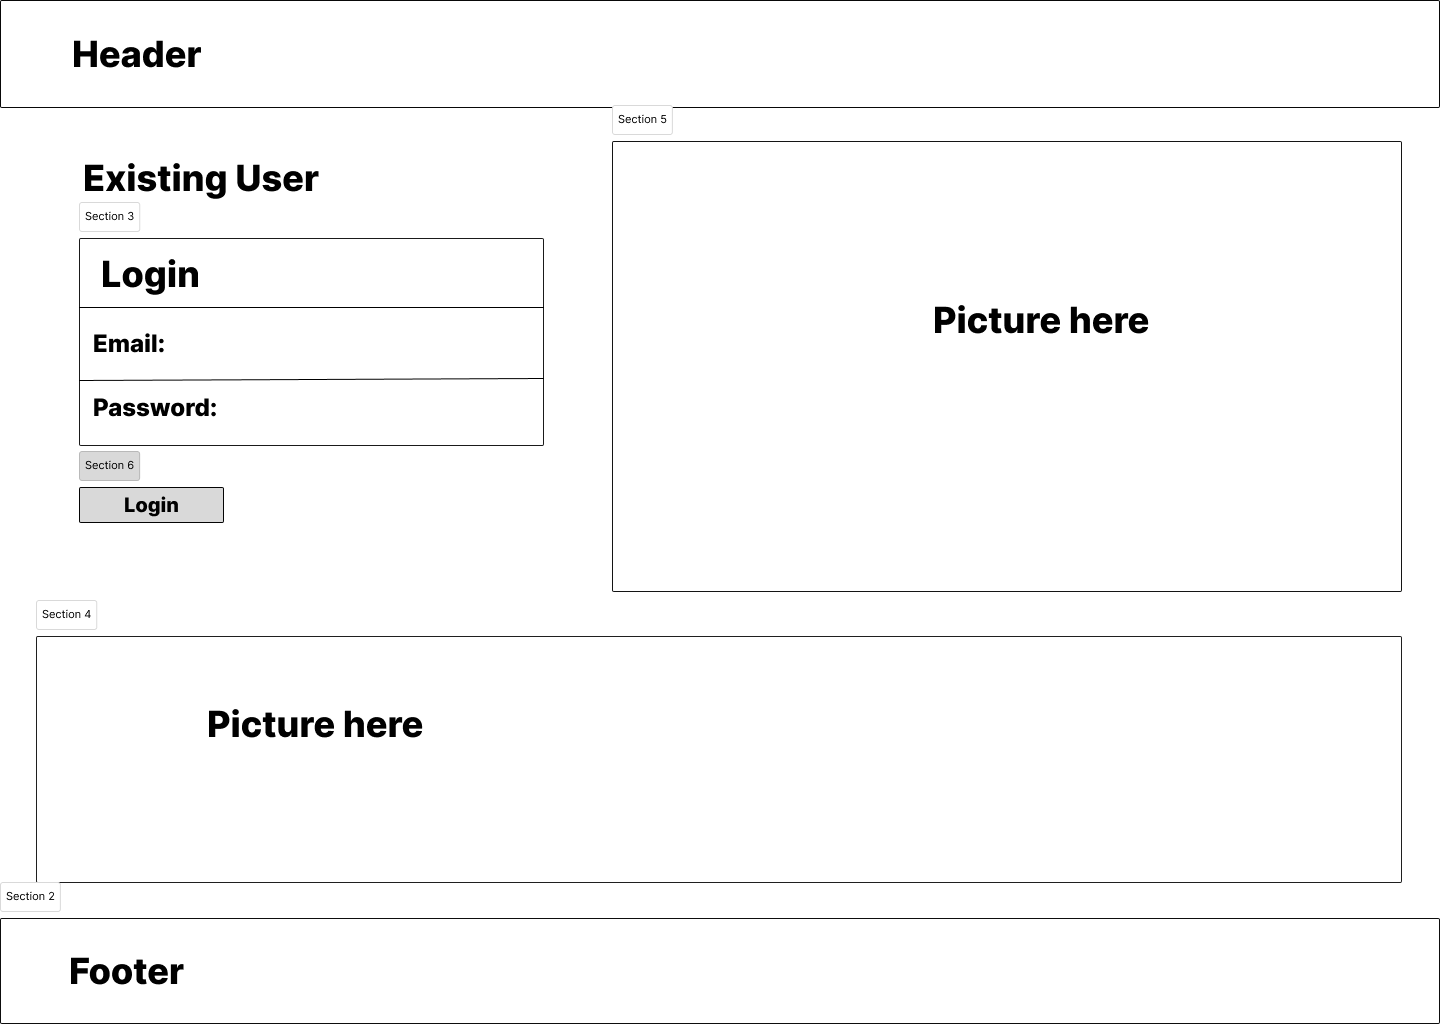 Header
Section 5
Existing User
Section 3
Login
Email:
Password:
Picture here
Section 6
Login
Section 4
Picture here
Section 2
Footer